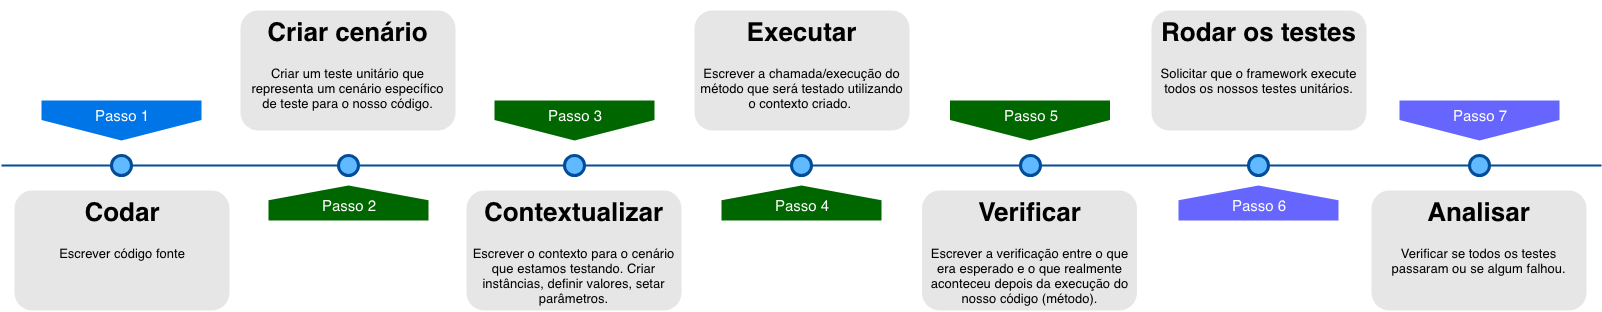 Passo 1
Codar
Escrever código fonte
Criar cenário
Criar um teste unitário que
representa um cenário específico
de teste para o nosso código.
Passo 2
Passo 3
Contextualizar
Escrever o contexto para o cenário
que estamos testando. Criar
instâncias, definir valores, setar
parâmetros.
Executar
Escrever a chamada/execução do
método que será testado utilizando
o contexto criado.
Passo 4
Passo 5
Verificar
Escrever a verificação entre o que
era esperado e o que realmente
aconteceu depois da execução do
nosso código (método).
Rodar os testes
Solicitar que o framework execute
todos os nossos testes unitários.
Passo 6
Passo 7
Analisar
Verificar se todos os testes
passaram ou se algum falhou.